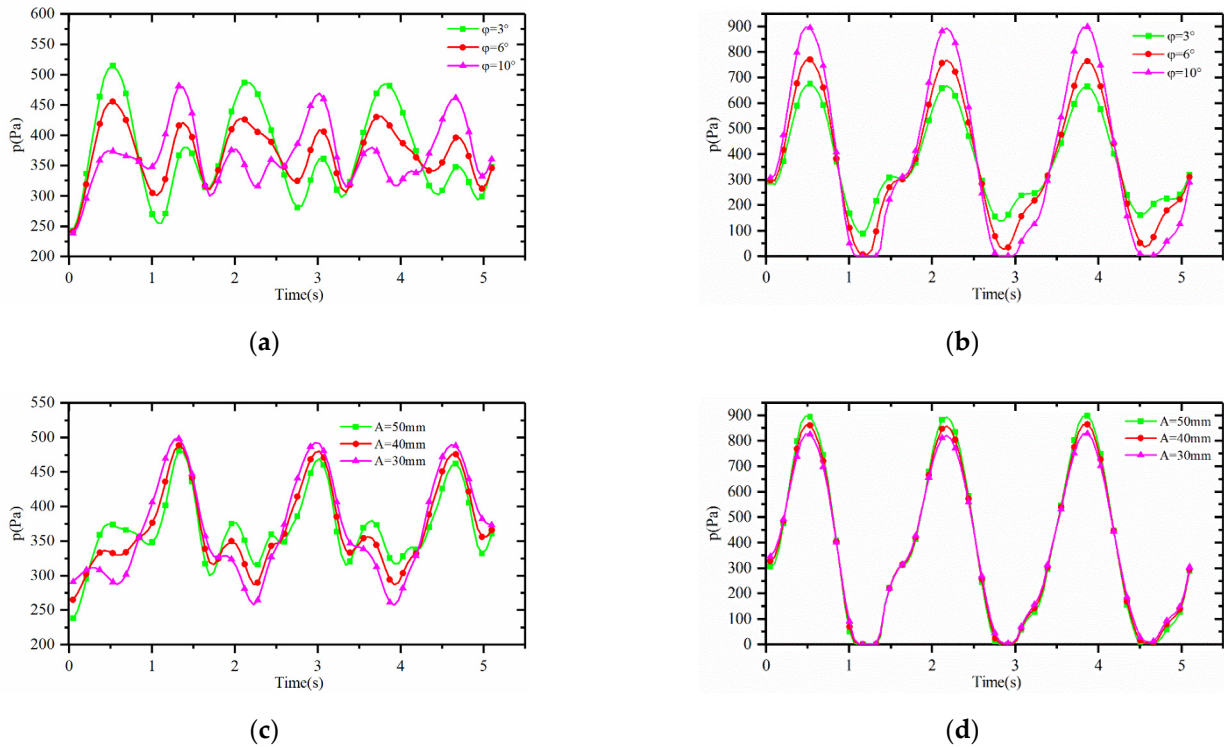 600
550
500
450
400
350
300
250
200
p(Pa)
0 1 2 3 4 5
Time(s)
φ=3°
φ=6°
φ=10°
(a)
900
800
700
600
500
400
300
200
100
0
p(Pa)
0 1 2 3 4 5
Time(s)
φ=3°
φ=6°
φ=10°
(b)
550
500
450
400
350
300
250
200
p(Pa)
0 1 2 3 4 5
Time(s)
A=50mm
A=40mm
A=30mm
(c)
900
800
700
600
500
400
300
200
100
0
p(Pa)
0 1 2 3 4 5
Time(s)
A=50mm
A=40mm
A=30mm
(d)